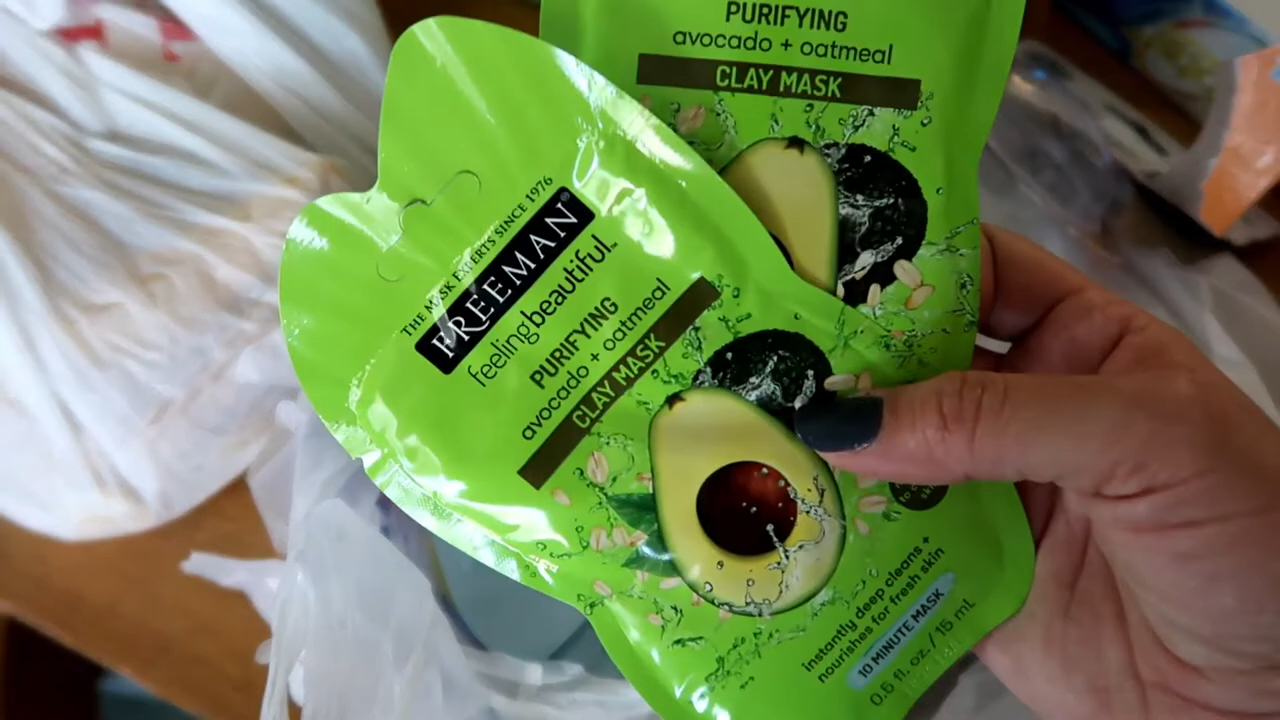 PURIFYING
avocado + oatmeal
CLAY MASK
THE MASK EXPERTS SINCE 1976
FREEMAN®
feelingbeautiful™
PURIFYING
avocado + oatmeal
CLAY MASK
instantly deep cleans +
nourishes for fresh skin
10 MINUTE MASK
0.5 fl. oz / 15 mL